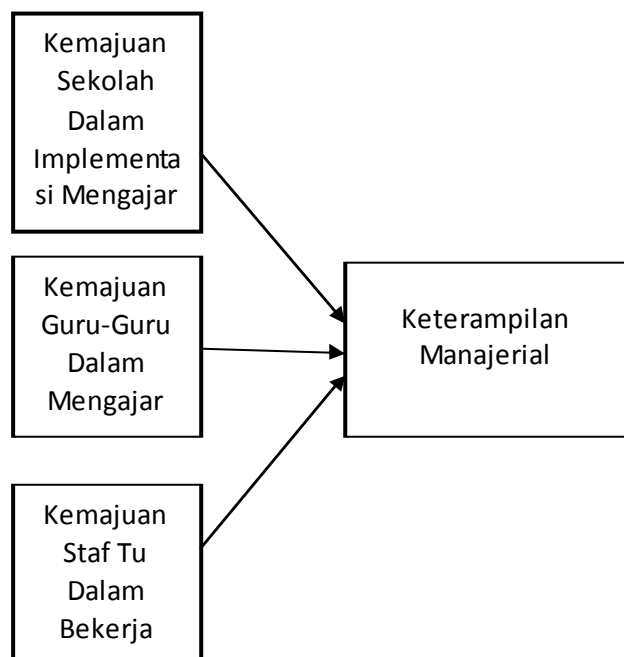 Kemajuan
Sekolah
Dalam
Implementa
si Mengajar
Kemajuan
Guru-Guru
Dalam
Mengajar
Keterampilan
Manajerial
Kemajuan
Staf Tu
Dalam
Bekerja